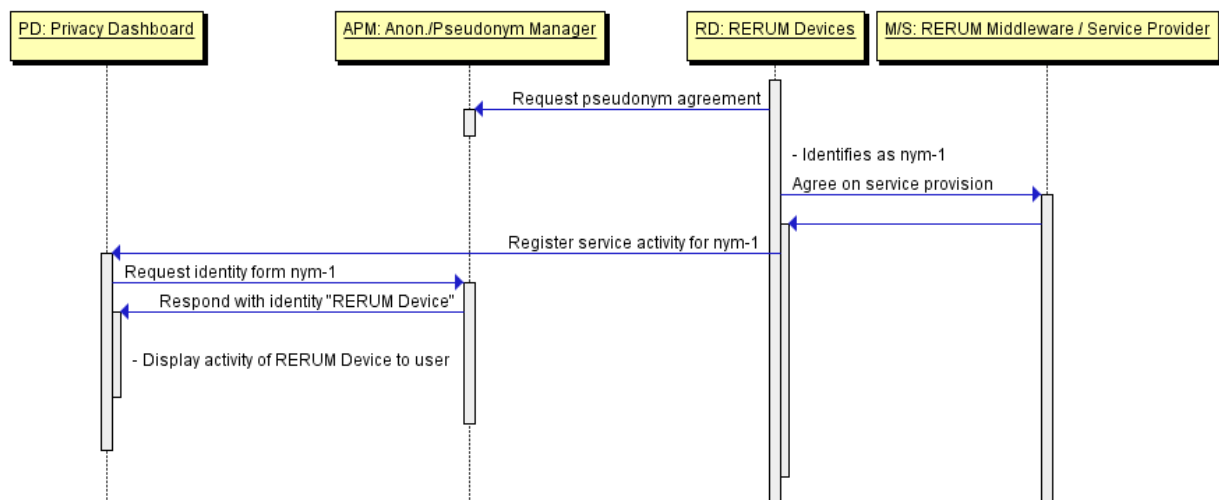 PD: Privacy Dashboard
APM: Anon./Pseudonym Manager
RD: RERUM Devices
M/S: RERUM Middleware / Service Provider
Request pseudonym agreement
- Identifies as nym-1
Agree on service provision
Register service activity for nym-1
Request identity form nym-1
Respond with identity "RERUM Device"
- Display activity of RERUM Device to user